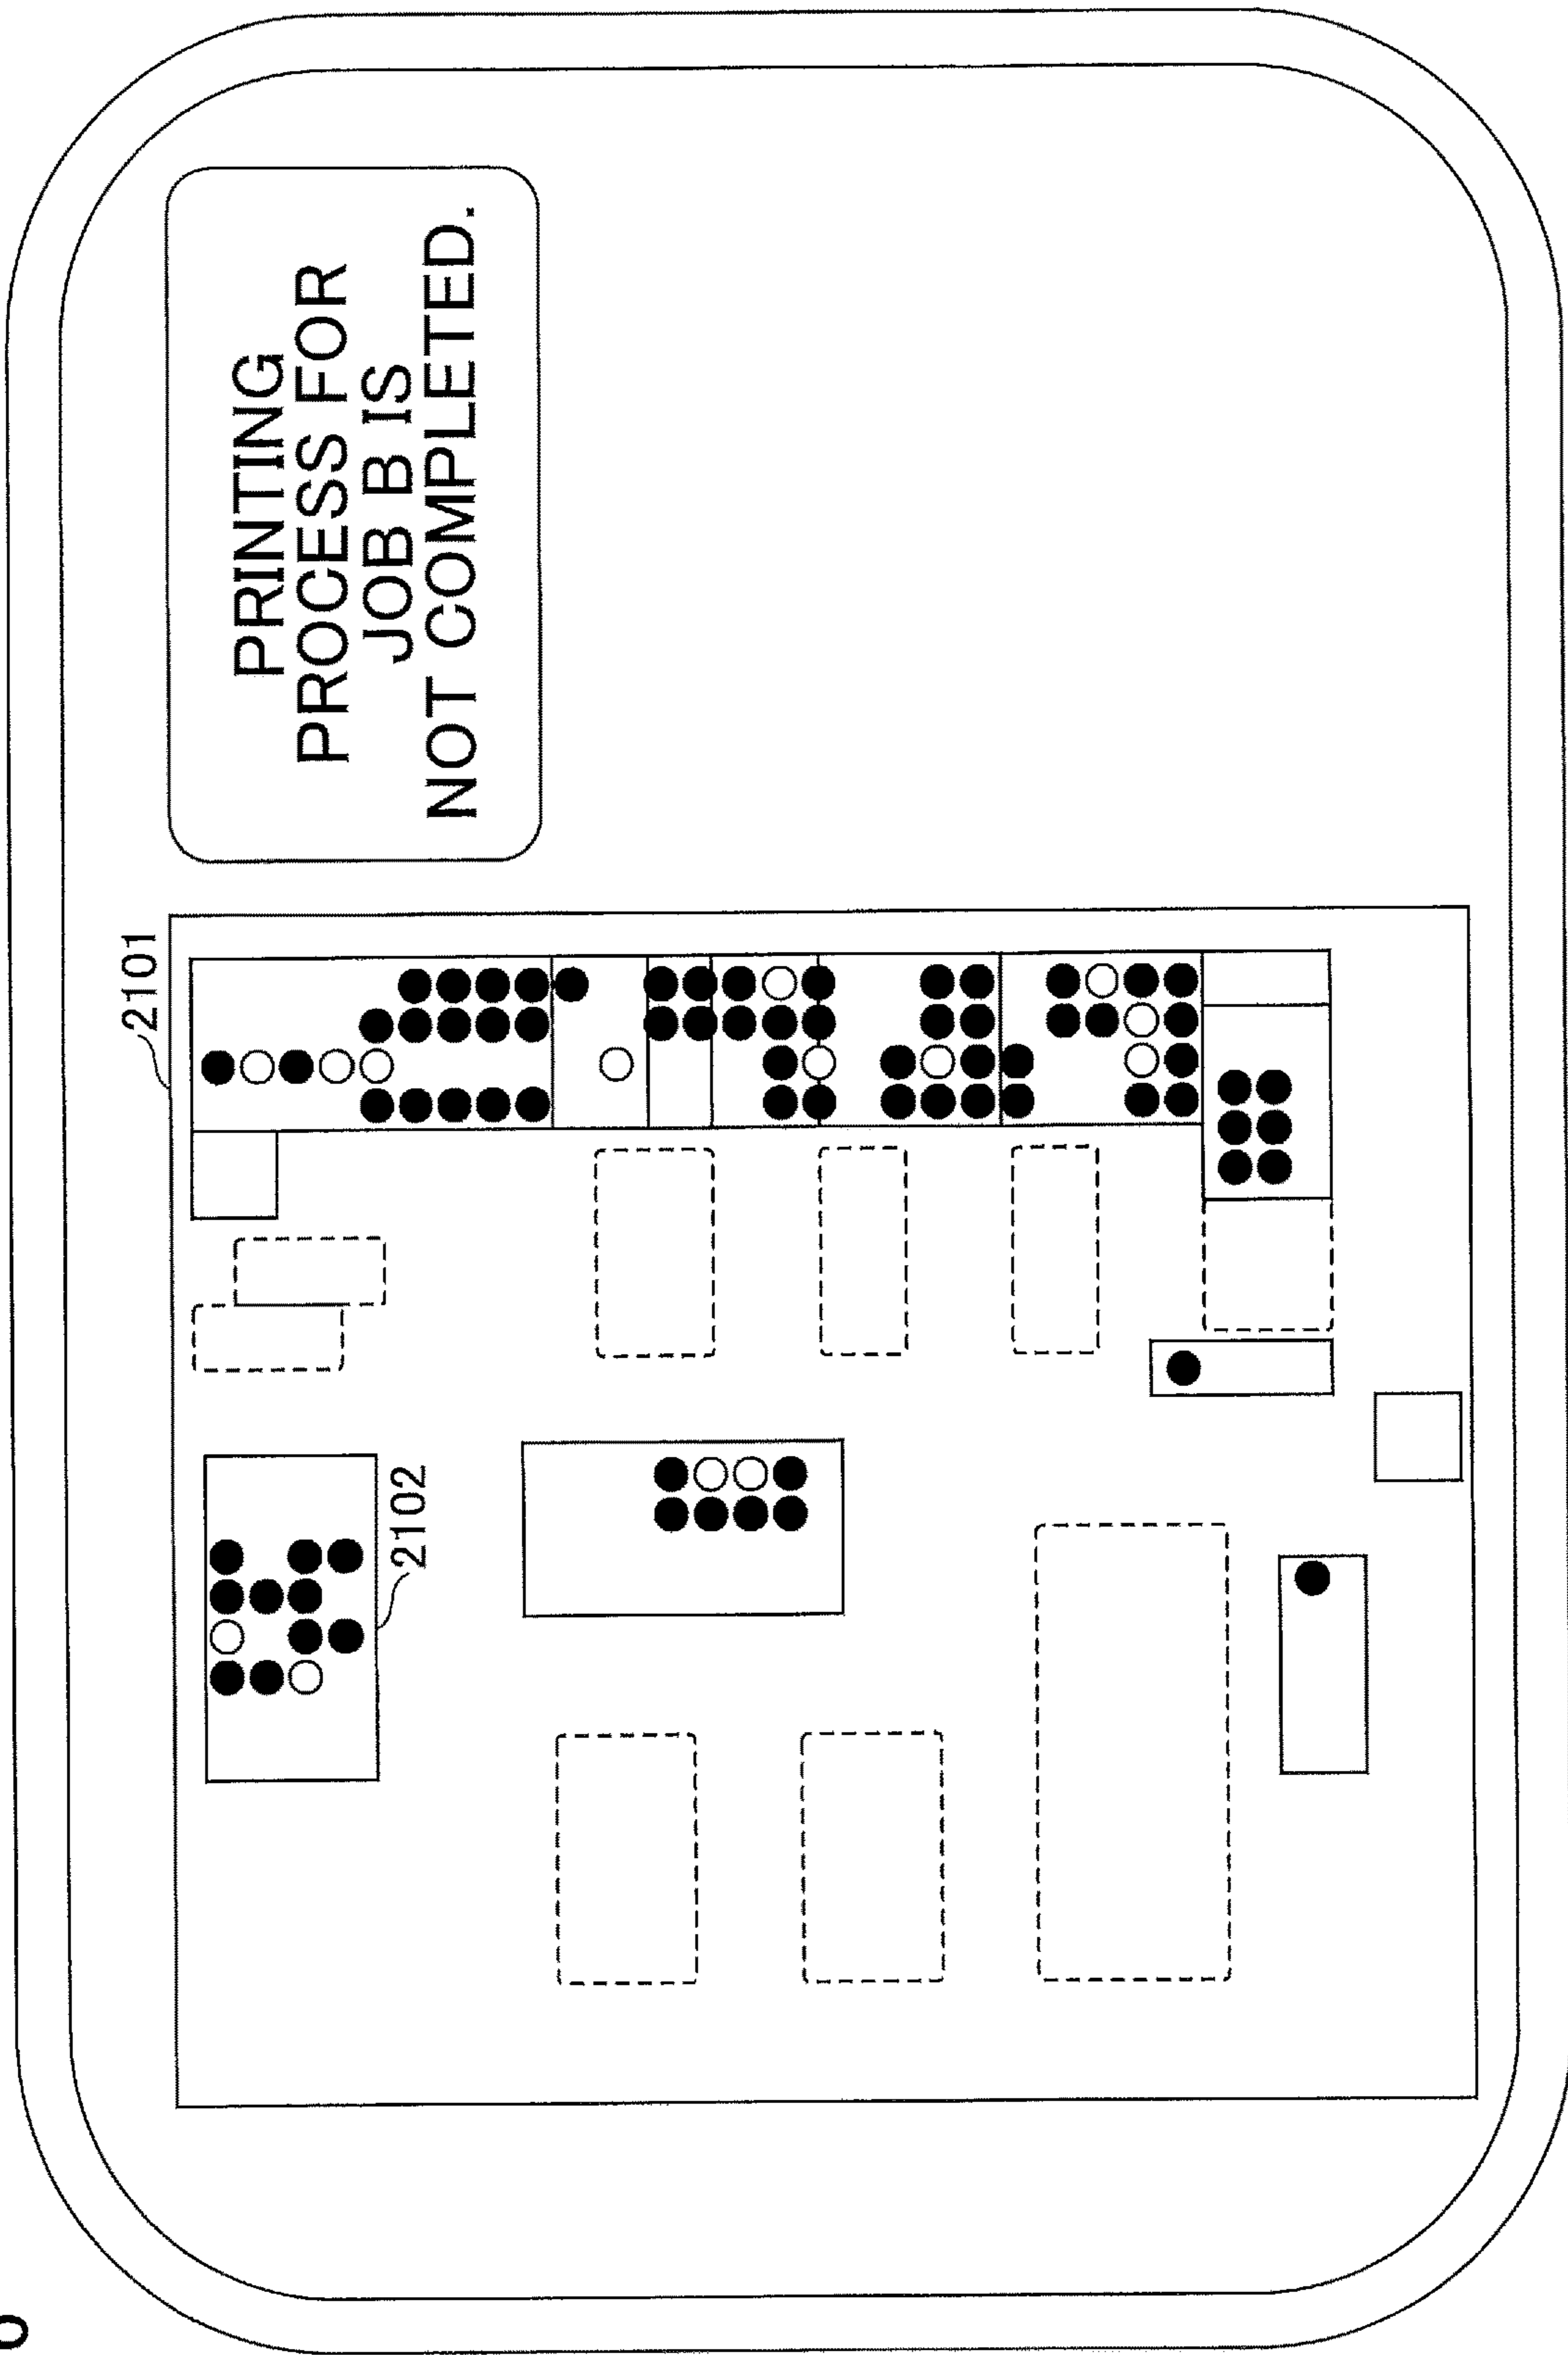 PRINTING
PROCESS FOR
JOB B IS
NOT COMPLETED.
2101
2102